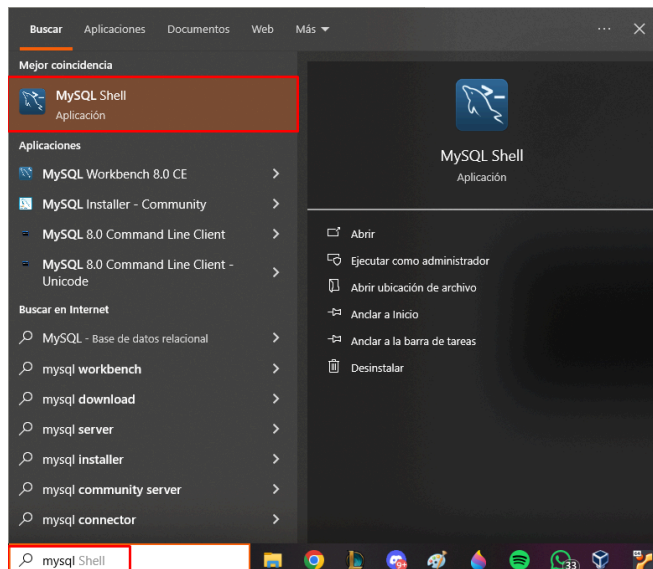 Buscar Aplicaciones Documentos Web Más
Mejor coincidencia
MySQL Shell
Aplicación
Aplicaciones
MySQL Workbench 8.0 CE
MySQL Installer - Community
MySQL 8.0 Command Line Client
MySQL 8.0 Command Line Client -
Unicode
Buscar en Internet
MySQL - Base de datos relacional
mysql workbench
mysql download
mysql server
mysql installer
mysql community server
mysql connector
mysql Shell
MySQL Shell
Aplicación
Abrir
Ejecutar como administrador
Abrir ubicación de archivo
Anclar a Inicio
Anclar a la barra de tareas
Desinstalar
9+
33